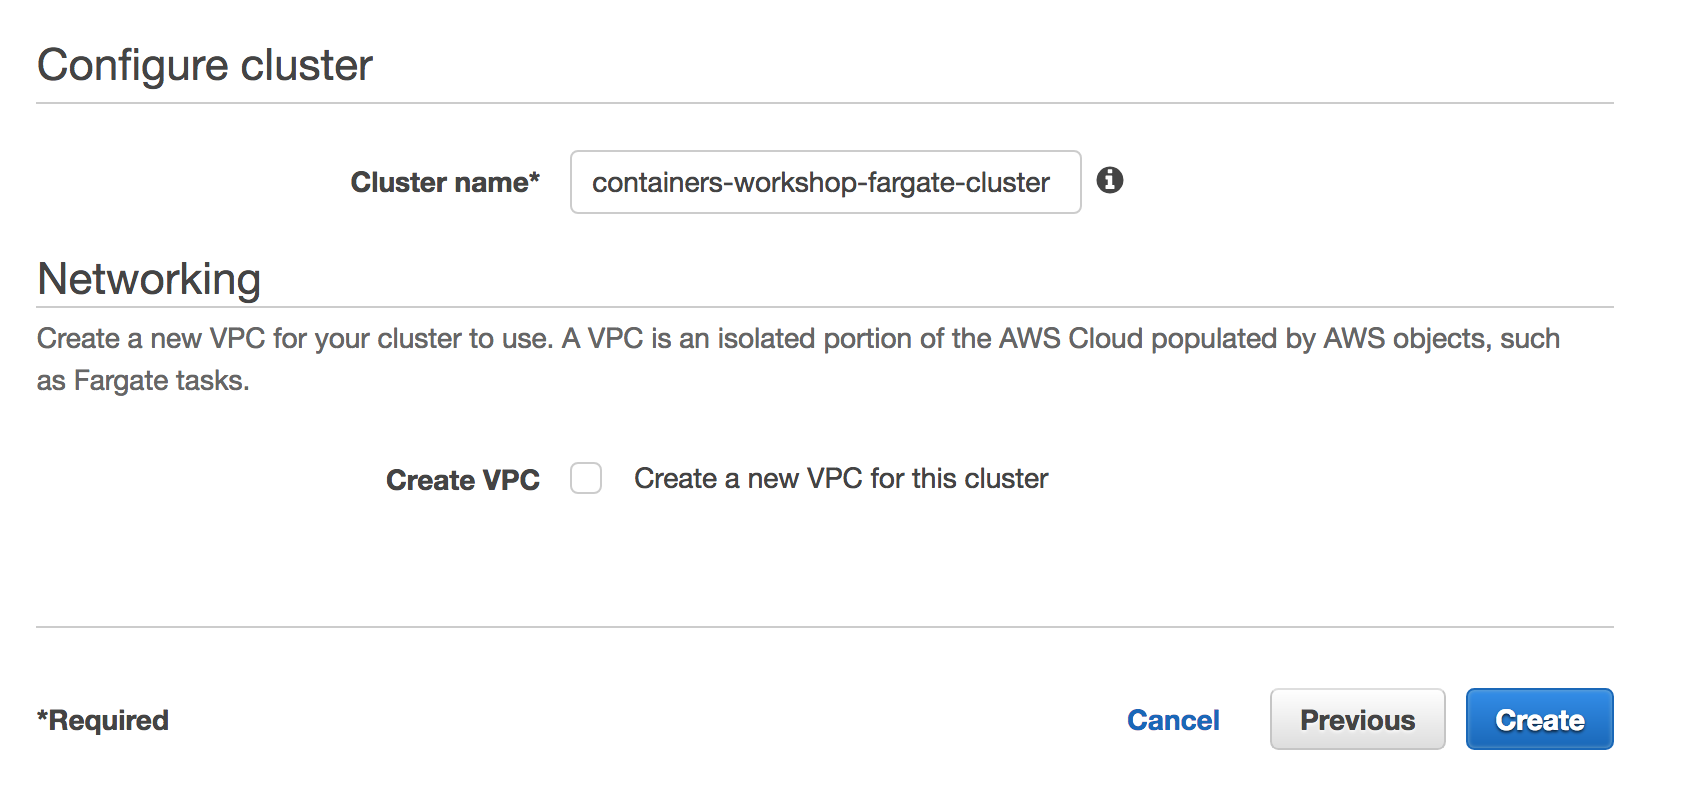 Configure cluster
Cluster name* containers-workshop-fargate-cluster
Networking
Create a new VPC for your cluster to use. A VPC is an isolated portion of the AWS Cloud populated by AWS objects, such
as Fargate tasks.
Create VPC Create a new VPC for this cluster
*Required Cancel Previous Create